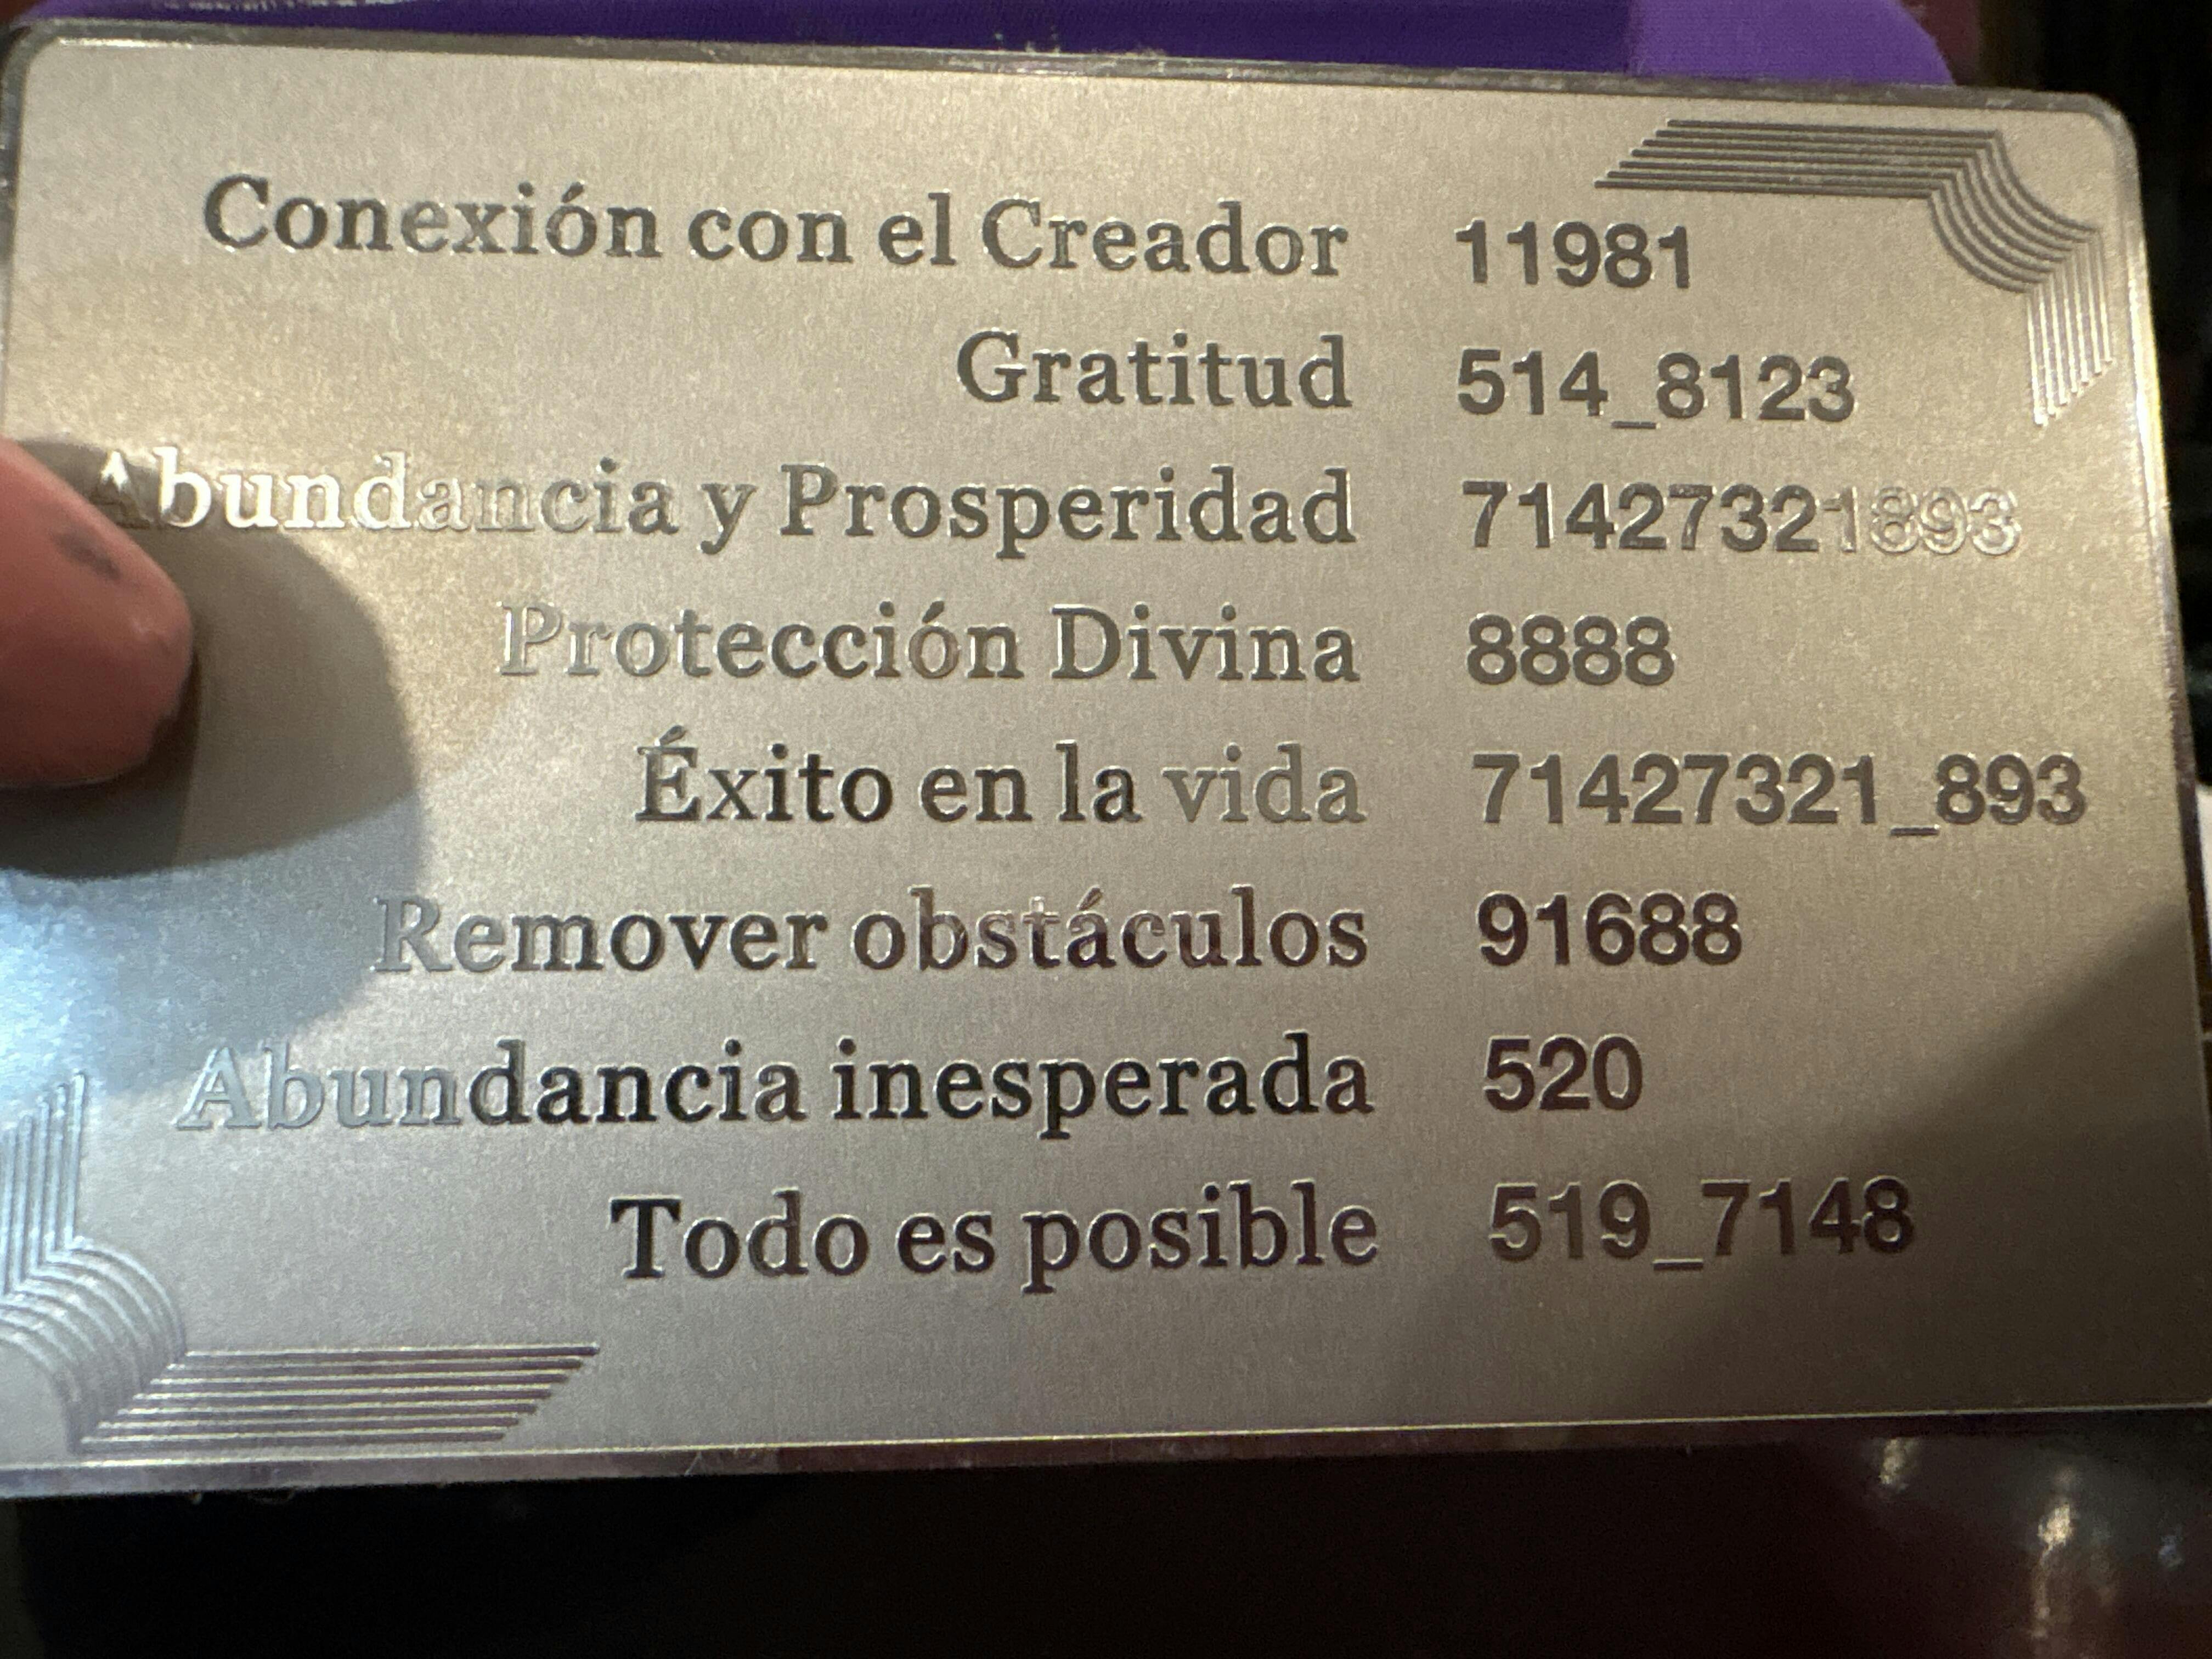 Conexión con el Creador 11981
Gratitud 514_8123
Abundancia y Prosperidad 71427321893
Protección Divina 8888
Éxito en la vida 71427321_893
Remover obstáculos 91688
Abundancia inesperada 520
Todo es posible 519_7148